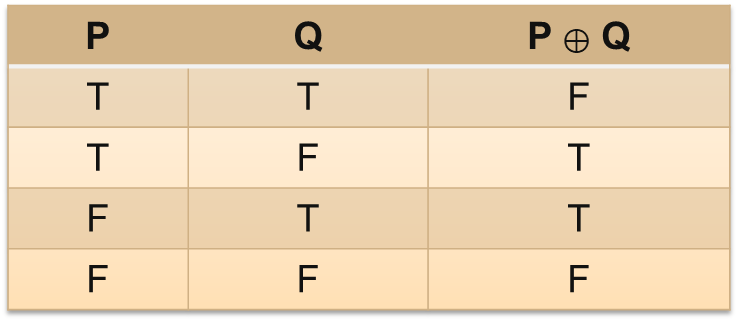 P Q P ⊕ Q
T T F
T F T
F T T
F F F